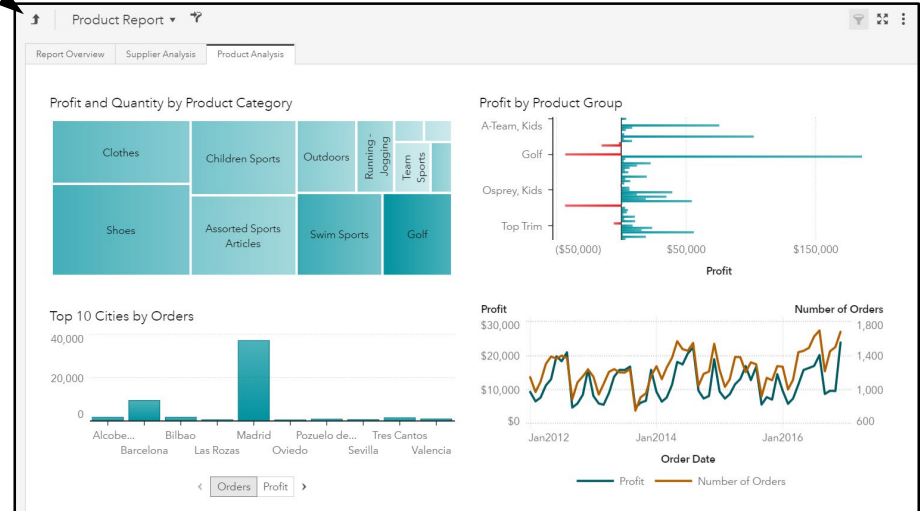 Product Report
Report Overview
Supplier Analysis
Product Analysis
Profit and Quantity by Product Category
Clothes
Children Sports
Outdoors
Running -
Jogging
Team
Sports
Shoes
Assorted Sports
Articles
Swim Sports
Golf
Profit by Product Group
A-Team, Kids
Golf
Osprey, Kids
Top Trim
($50,000)
$50,000
$150,000
Profit
Top 10 Cities by Orders
40,000
20,000
0
Alcobe...
Barcelona
Bilbao
Las Rozas
Madrid
Oviedo
Pozuelo de...
Sevilla
Tres Cantos
Valencia
Orders
Profit
Profit
Number of Orders
$30,000
$20,000
$10,000
$0
1,800
1,400
1,000
600
Jan2012
Jan2014
Jan2016
Order Date
Profit
Number of Orders